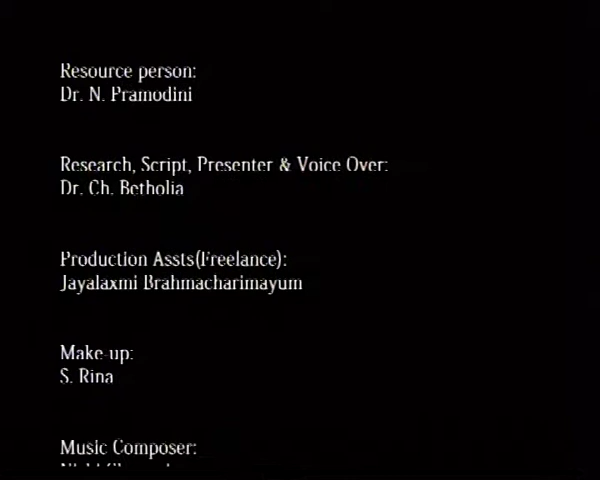 Resource person:
Dr. N. Pramodini
Research, Script, Presenter & Voice Over:
Dr. Ch. Betholia
Production Assts(Freelance):
Jayalaxmi Brahmacharimayum
Make-up:
S. Rina
Music Composer: